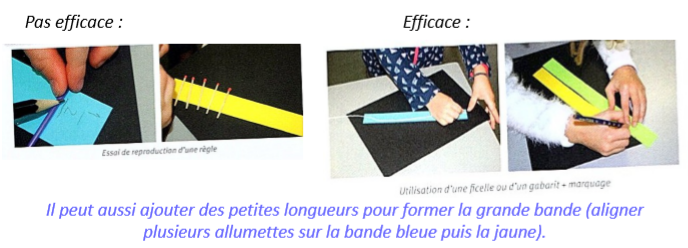 Pas efficace :
Efficace :
Essai de reproduction d'une règle
Utilisation d'une ficelle ou d'un gabarit + marquage
Il peut aussi ajouter des petites longueurs pour former la grande bande (aligner
plusieurs allumettes sur la bande bleue puis la jaune).